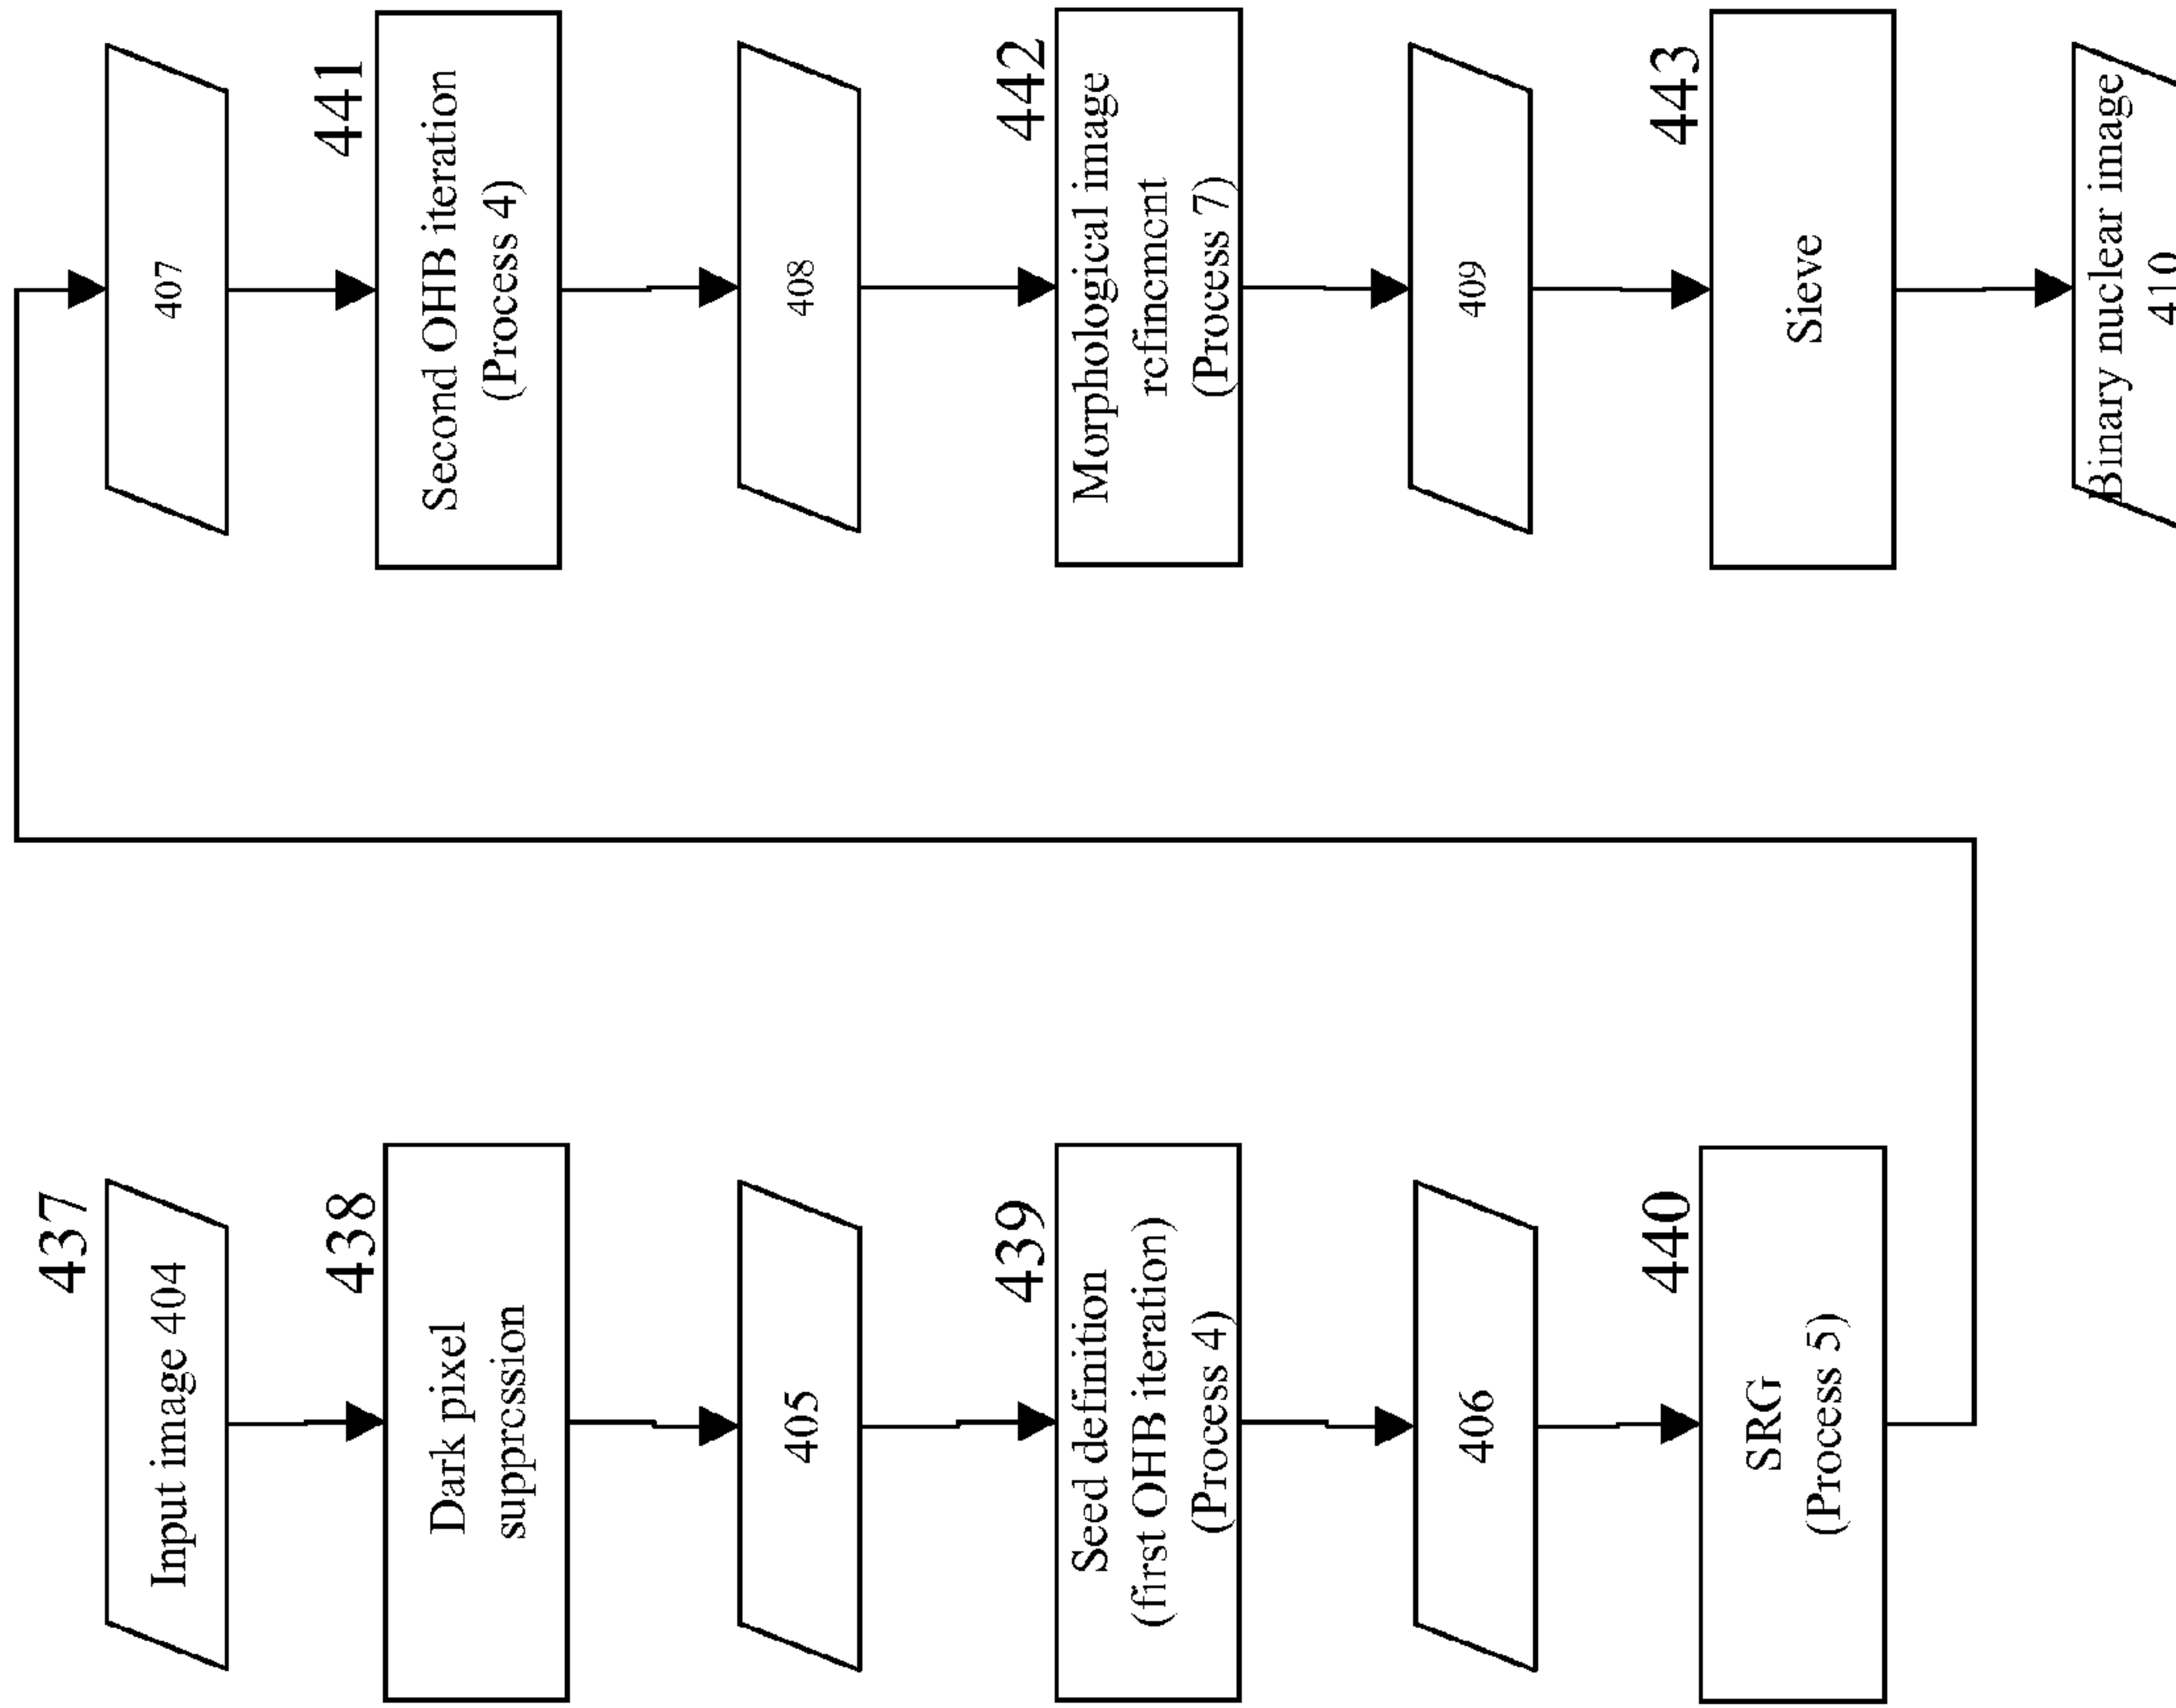 437
Input image 404
438
Dark pixel
suppression
405
439
Seed definition
(first OHB iteration)
(Process 4)
406
440
SRG
(Process 5)
407
441
Second OHB iteration
(Process 4)
408
442
Morphological image
refinement
(Process 7)
409
443
Sieve
Binary nuclear image
410